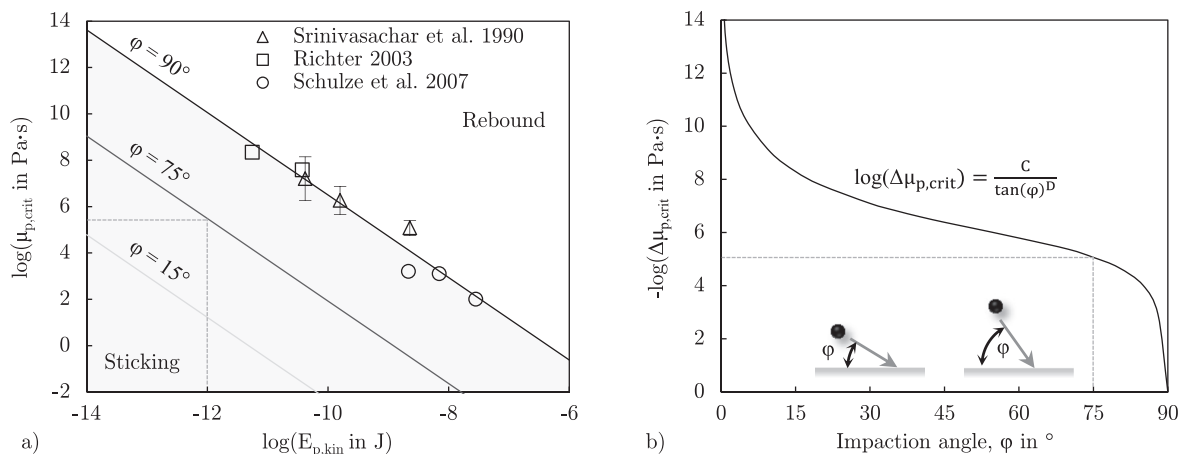 14
12
10
8
6
4
2
0
-2
log(μp,crit in Pa·s)
φ = 90°
φ = 75°
φ = 15°
Srinivasachar et al. 1990
Richter 2003
Schulze et al. 2007
Rebound
Sticking
-14 -12 -10 -8 -6
a) log(Ep,kin in J)
14
12
10
8
6
4
2
0
-log(Δμp,crit in Pa·s)
log(Δμp,crit) = C / tan(φ)^D
φ φ
0 15 30 45 60 75 90
b) Impaction angle, φ in °